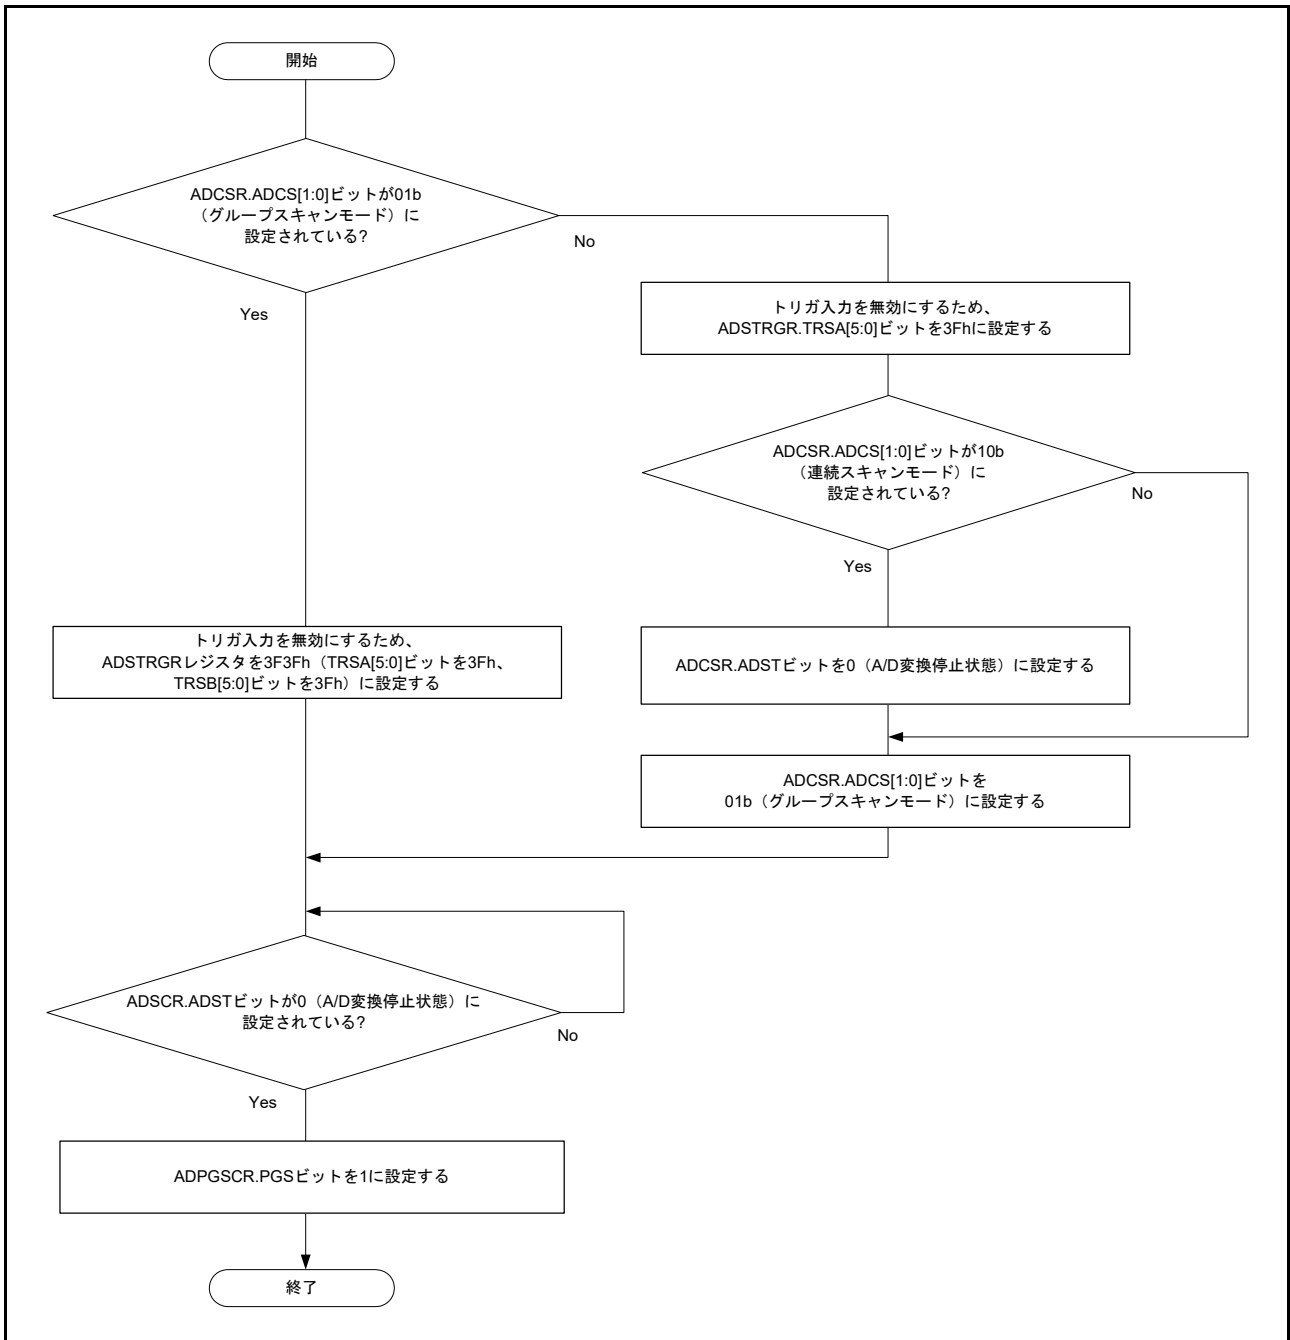 開始
ADCSR.ADCS[1:0]ビットが01b
（グループスキャンモード）に
設定されている?
No
Yes
トリガ入力を無効にするため、
ADSTRGR.TRSA[5:0]ビットを3Fhに設定する
ADCSR.ADCS[1:0]ビットが10b
（連続スキャンモード）に
設定されている?
No
Yes
トリガ入力を無効にするため、
ADSTRGRレジスタを3F3Fh（TRSA[5:0]ビットを3Fh、
TRSB[5:0]ビットを3Fh）に設定する
ADCSR.ADSTビットを0（A/D変換停止状態）に設定する
ADCSR.ADCS[1:0]ビットを
01b（グループスキャンモード）に設定する
ADSCR.ADSTビットが0（A/D変換停止状態）に
設定されている?
No
Yes
ADPGSCR.PGSビットを1に設定する
終了